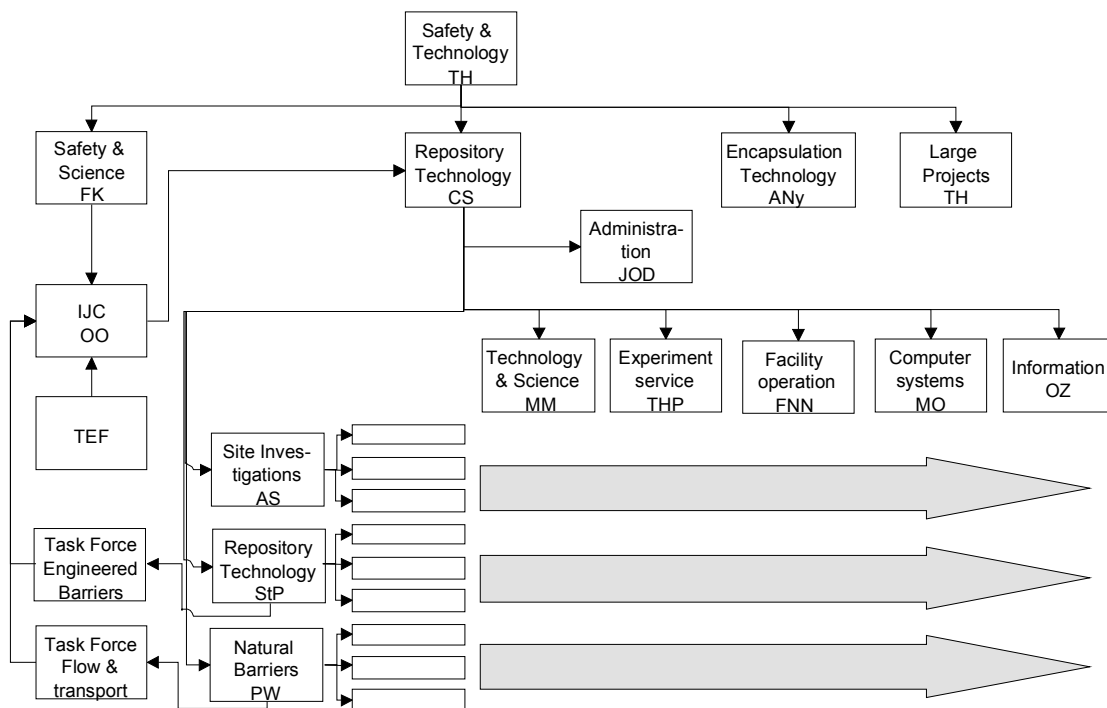 Safety &
Technology
TH
Safety &
Science
FK
Repository
Technology
CS
Encapsulation
Technology
ANy
Large
Projects
TH
Administra-
tion
JOD
IJC
OO
Technology
& Science
MM
Experiment
service
THP
Facility
operation
FNN
Computer
systems
MO
Information
OZ
TEF
Site Inves-
tigations
AS
Task Force
Engineered
Barriers
Repository
Technology
StP
Task Force
Flow &
transport
Natural
Barriers
PW